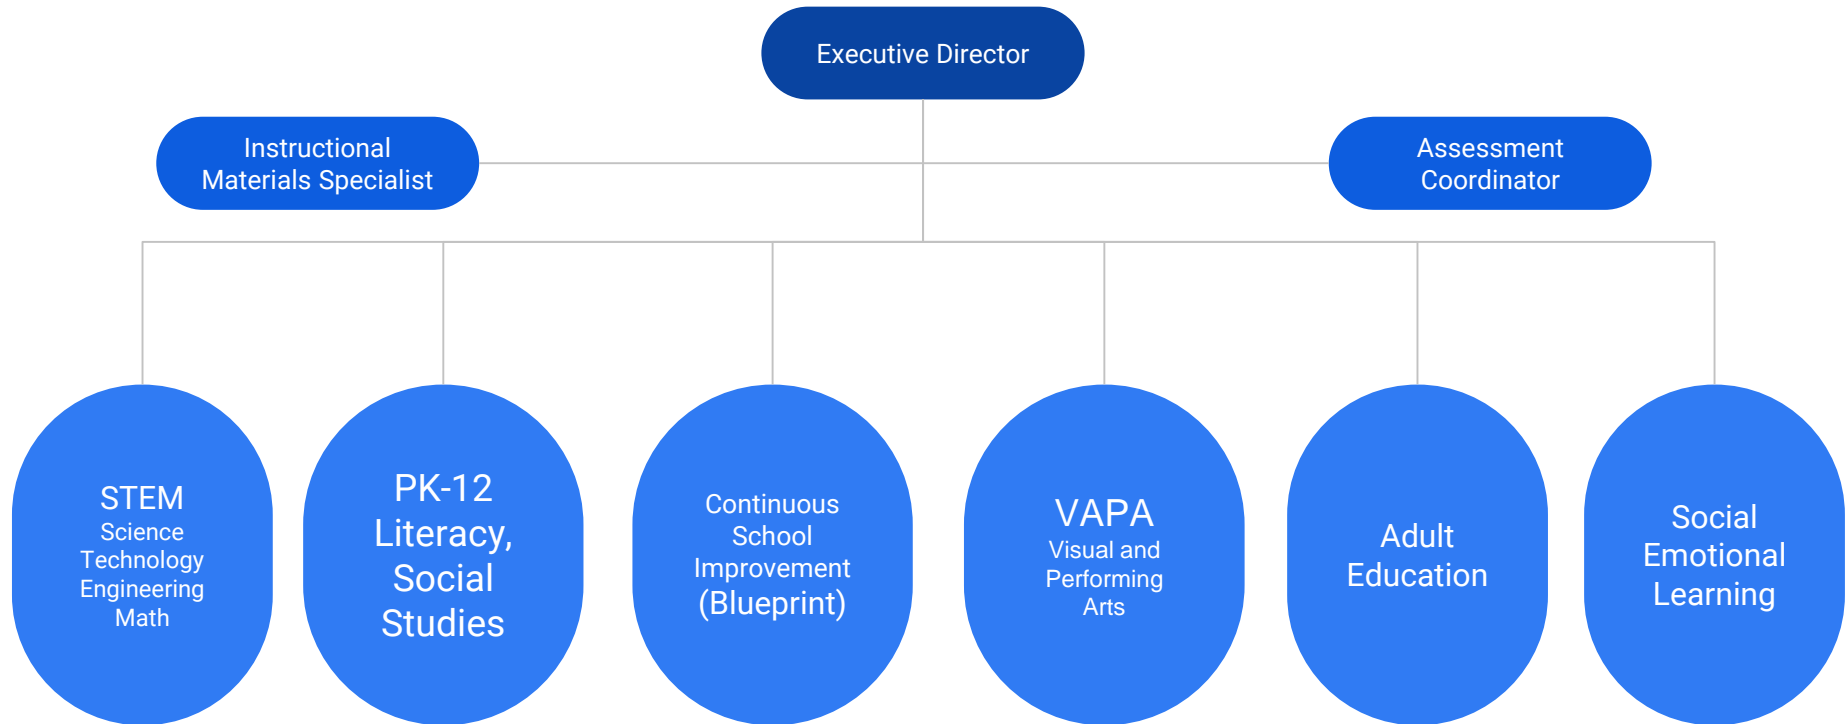 Executive Director
Instructional
Materials Specialist
Assessment
Coordinator
STEM
Science
Technology
Engineering
Math
PK-12
Literacy,
Social
Studies
Continuous
School
Improvement
(Blueprint)
VAPA
Visual and
Performing
Arts
Adult
Education
Social
Emotional
Learning